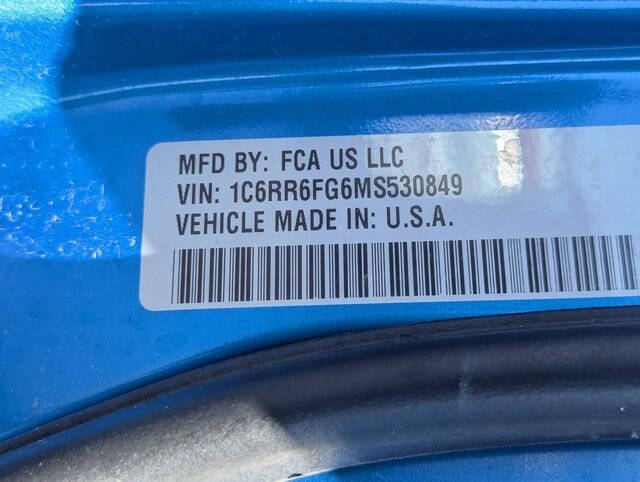 MFD BY: FCA US LLC
VIN: 1C6RR6FG6MS530849
VEHICLE MADE IN: U.S.A.